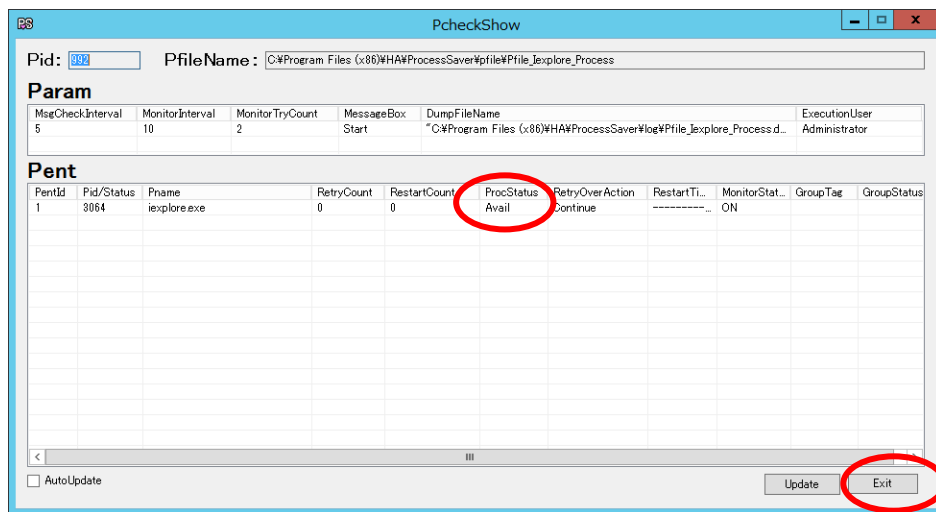 PS PcheckShow
Pid: 992 PfileName : C:¥Program Files (x86)¥HA¥ProcessSaver¥pfile¥Pfile_Iexplore_Process
Param
MsgCheckInterval MonitorInterval MonitorTryCount MessageBox DumpFileName ExecutionUser
5 10 2 Start "C:¥Program Files (x86)¥HA¥ProcessSaver¥log¥Pfile_Iexplore_Process.d... Administrator
Pent
PentId Pid/Status Pname RetryCount RestartCount ProcStatus RetryOverAction RestartTi... MonitorStat... GroupTag GroupStatus
1 3064 iexplore.exe 0 0 Avail Continue ---------... ON
AutoUpdate Update Exit